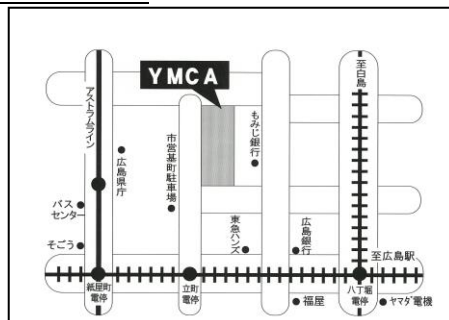 YMCA
至白島
アストラムライン
広島県庁
市営基町駐車場
もみじ銀行
バス
センター
そごう
東急ハンズ
広島銀行
至広島駅
紙屋町
電停
立町
電停
八丁堀
電停
福屋
ヤマダ電機